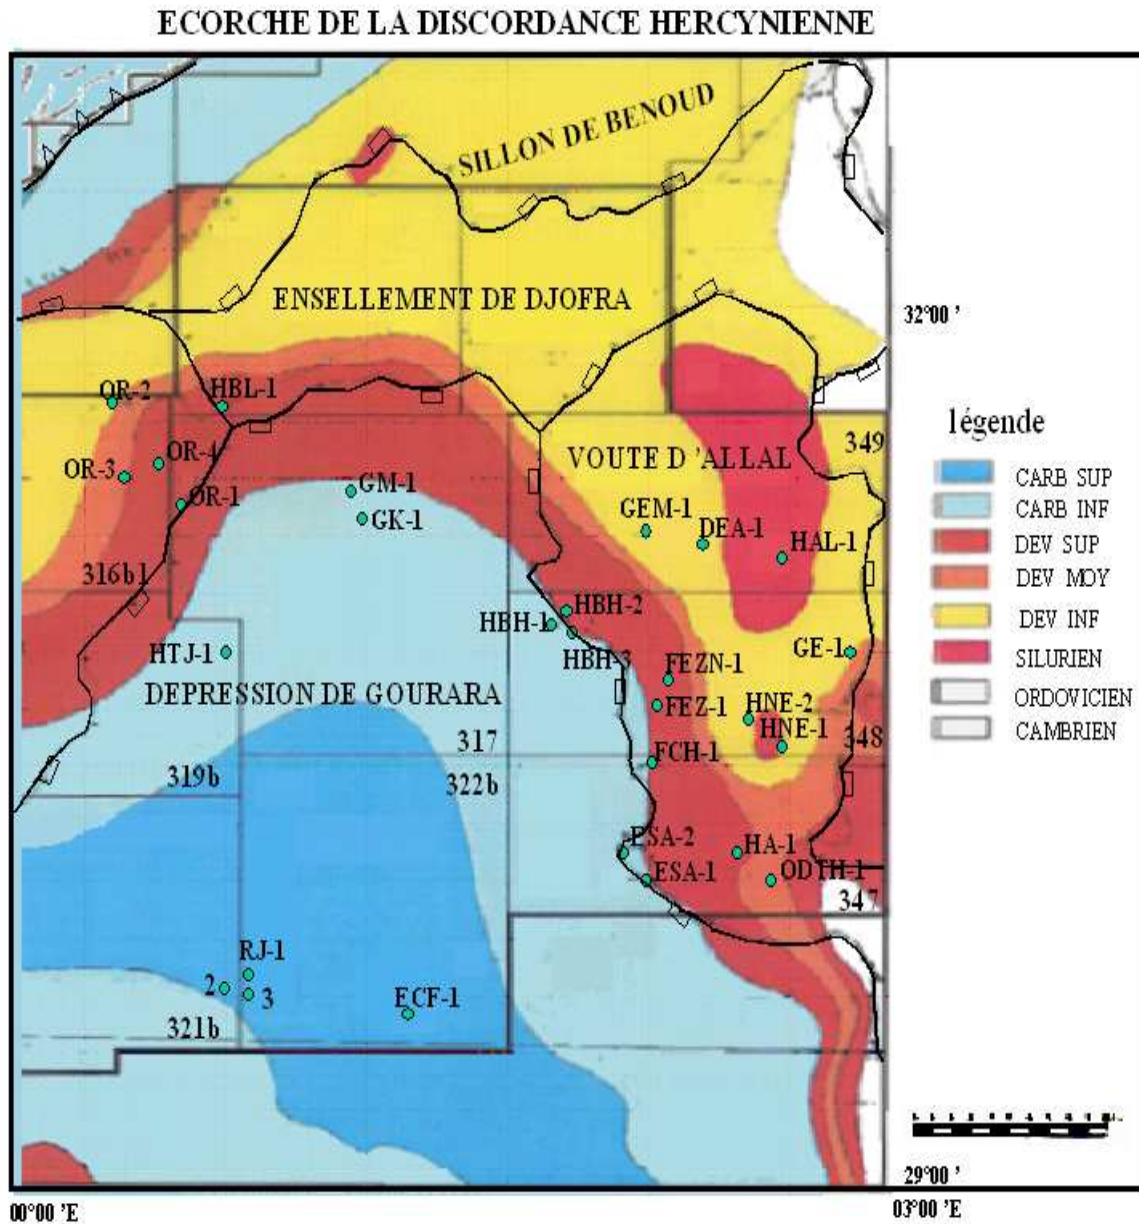 ECORCHE DE LA DISCORDANCE HERCYNIENNE
SILLON DE BENOUD
ENSELLEMENT DE DJOFRA
32°00 '
OR-2
HBL-1
légende
349
OR-4
VOUTE D 'ALLAL
OR-3
CARB SUP
GM-1
OR-1
CARB INF
GK-1
GEM-1
DEA-1
HAL-1
DEV SUP
316b1
DEV MOY
HBH-2
DEV INF
HBH-1
HTJ-1
HBH-3
GE-1
SILURIEN
FEZN-1
DEPRESSION DE GOURARA
ORDOVICIEN
HNE-2
FEZ-1
HNE-1
CAMBRIEN
317
348
FCH-1
319b
322b
ESA-2
HA-1
ESA-1
ODTH-1
347
RJ-1
2
3
ECF-1
321b
29°00 '
00°00 'E
03°00 'E